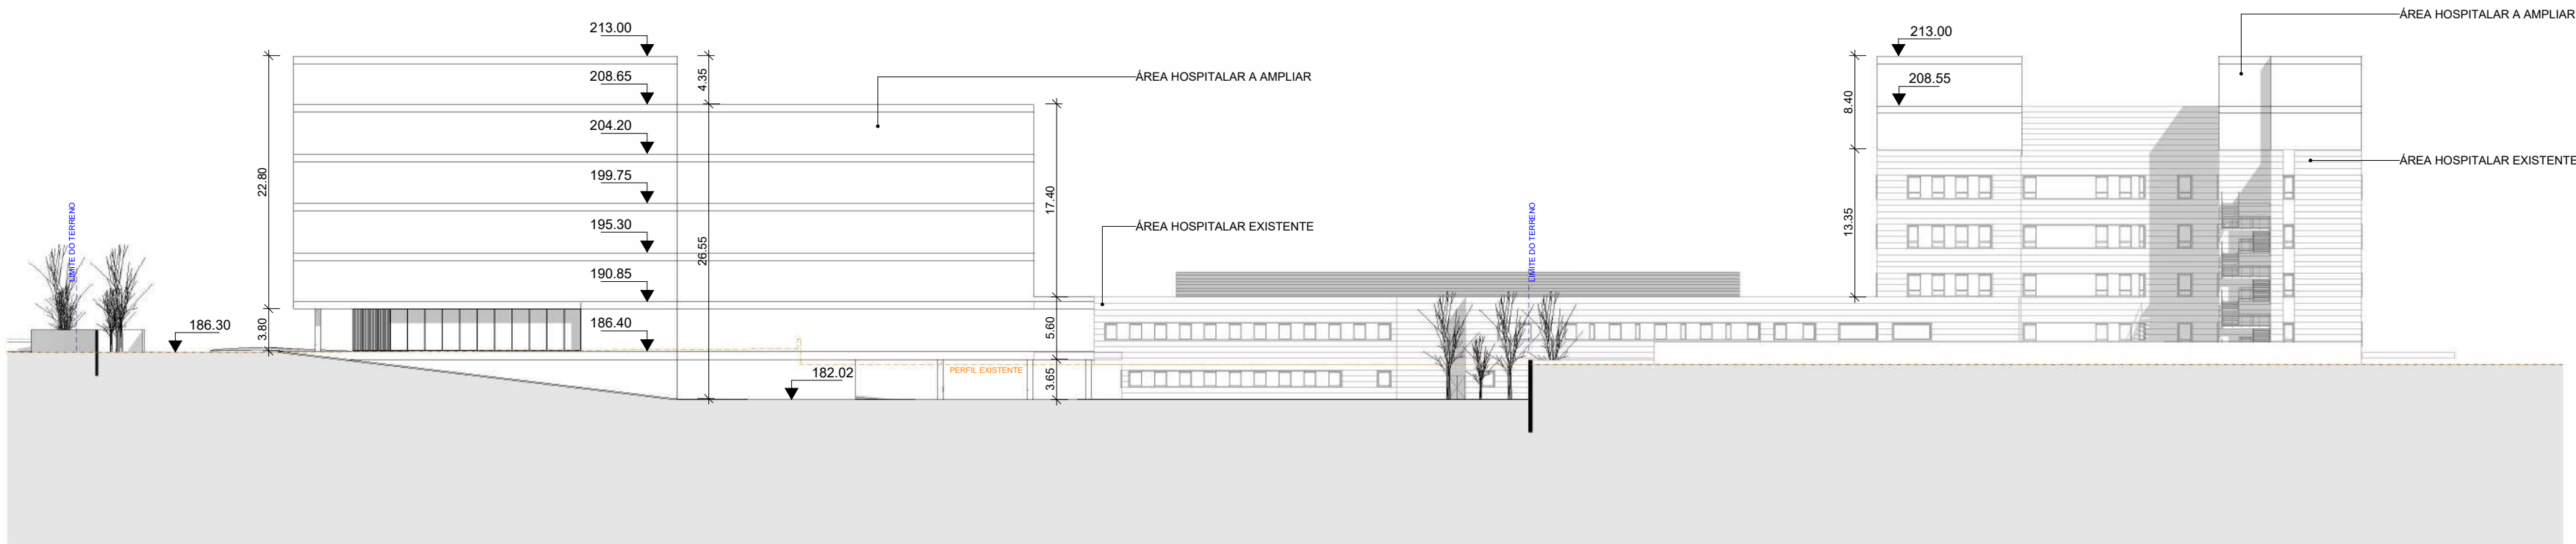 213.00
213.00
ÁREA HOSPITALAR A AMPLIAR
208.65
4.35
ÁREA HOSPITALAR A AMPLIAR
208.55
8.40
204.20
22.80
199.75
17.40
ÁREA HOSPITALAR EXISTENTE
13.35
195.30
26.55
ÁREA HOSPITALAR EXISTENTE
LIMITE DO TERRENO
LIMITE DO TERRENO
190.85
186.30
3.80
186.40
5.60
182.02
PERFIL EXISTENTE
3.65